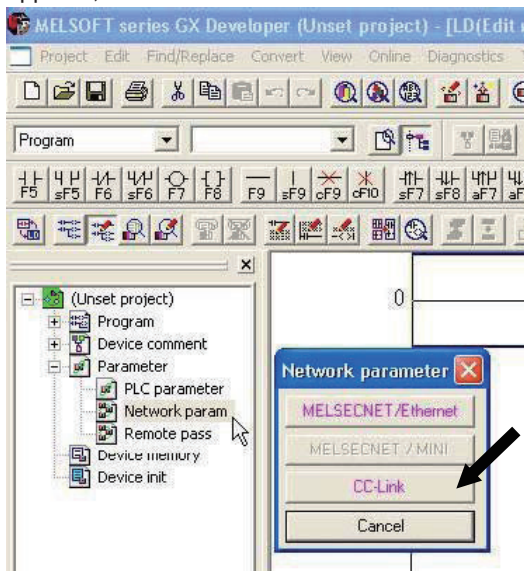 MELSOFT series GX Developer (Unset project) - [LD(Edit
Project Edit Find/Replace Convert View Online Diagnostics
Program
F5 sF5 F6 sF6 F7 F8 F9 sF9 cF9 cF10 sF7 sF8 aF7 aF
(Unset project)
Program
Device comment
Parameter
PLC parameter
Network param
Remote pass
Device memory
Device init
0
Network parameter
MELSECNET/Ethernet
MELSECNET / MINI
CC-Link
Cancel